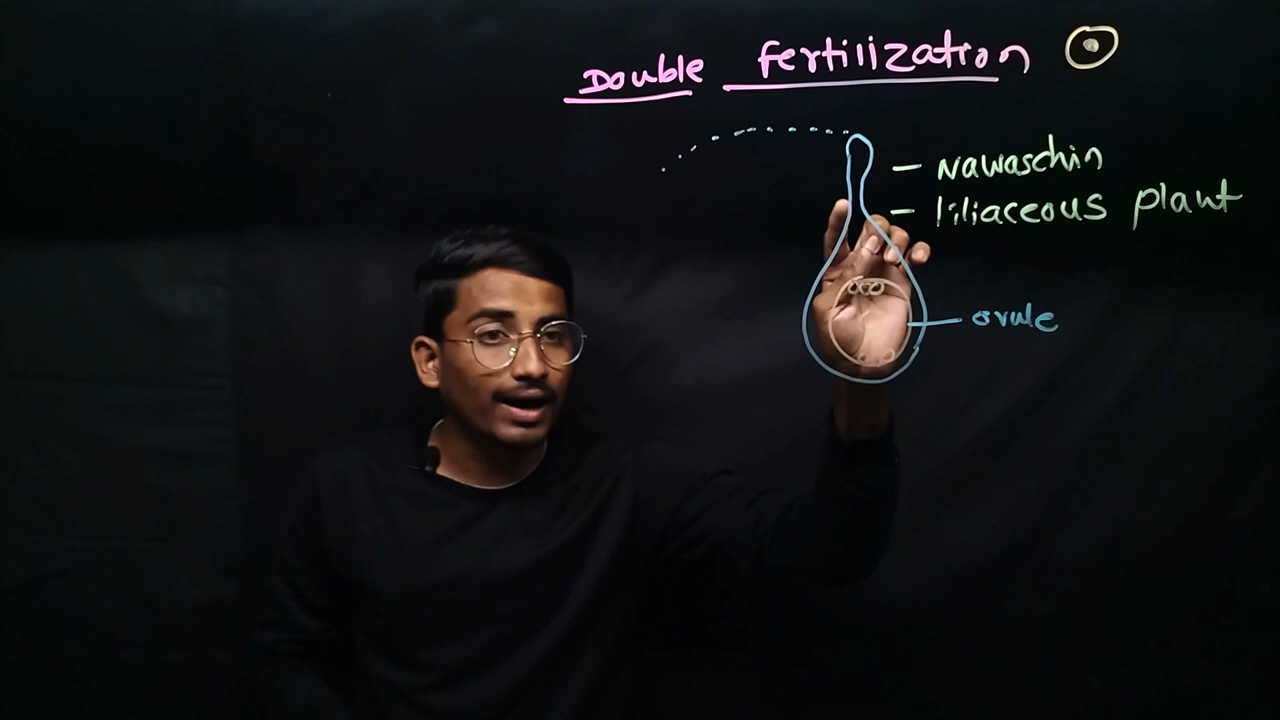 Double fertilization
- Nawaschin
- liliaceous plant
ovule